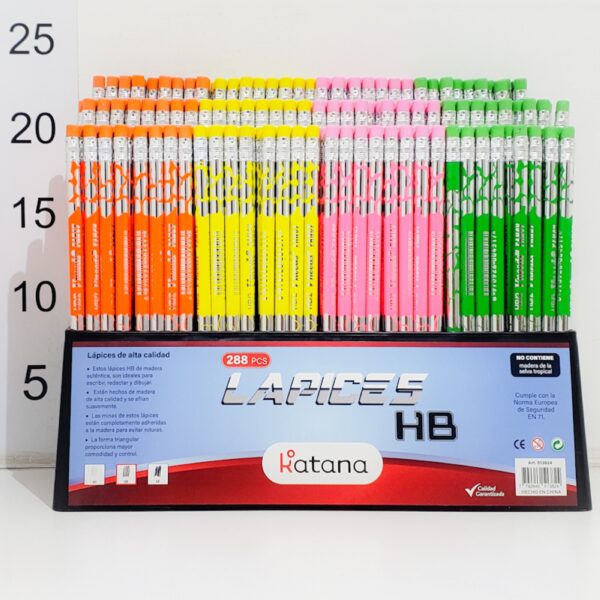 25
20
15
10
5
Lápices de alta calidad
288 PCS
• Estos lápices HB de madera
auténtica, son ideales para
escribir, redactar y dibujar.
• Están hechos de madera
de alta calidad y se afilan
suavemente.
• Las minas de estos lápices
están completamente adheridas
a la madera para evitar roturas.
• La forma triangular
proporciona mayor
comodidad y control.
LAPICES
HB
Katana
NO CONTIENE
madera de la
selva tropical
Cumple con la
Norma Europea
de Seguridad
EN 71.
CE
Calidad
Garantizada
HECHO EN CHINA